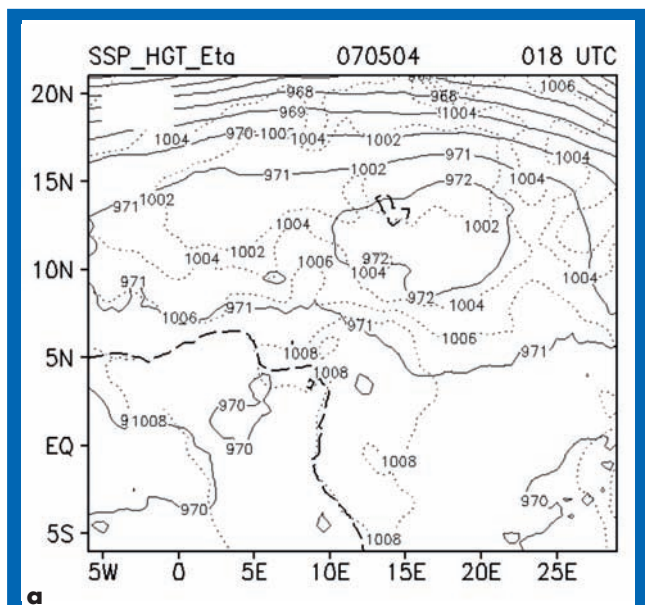 SSP_HGT_Eta 070504 018 UTC
20N 968 968 1006
969 1004
1004 970 1002 1004 1002
971 972 1004
15N 971 1002
1004 1002
1002 972
1004 1006 1004 1004
10N 971 972 1004
1006 971 971 1006
5N 1008 971
1008
970
1008
EQ 970
1008
970 970
5S 1008
5W 0 5E 10E 15E 20E 25E
a